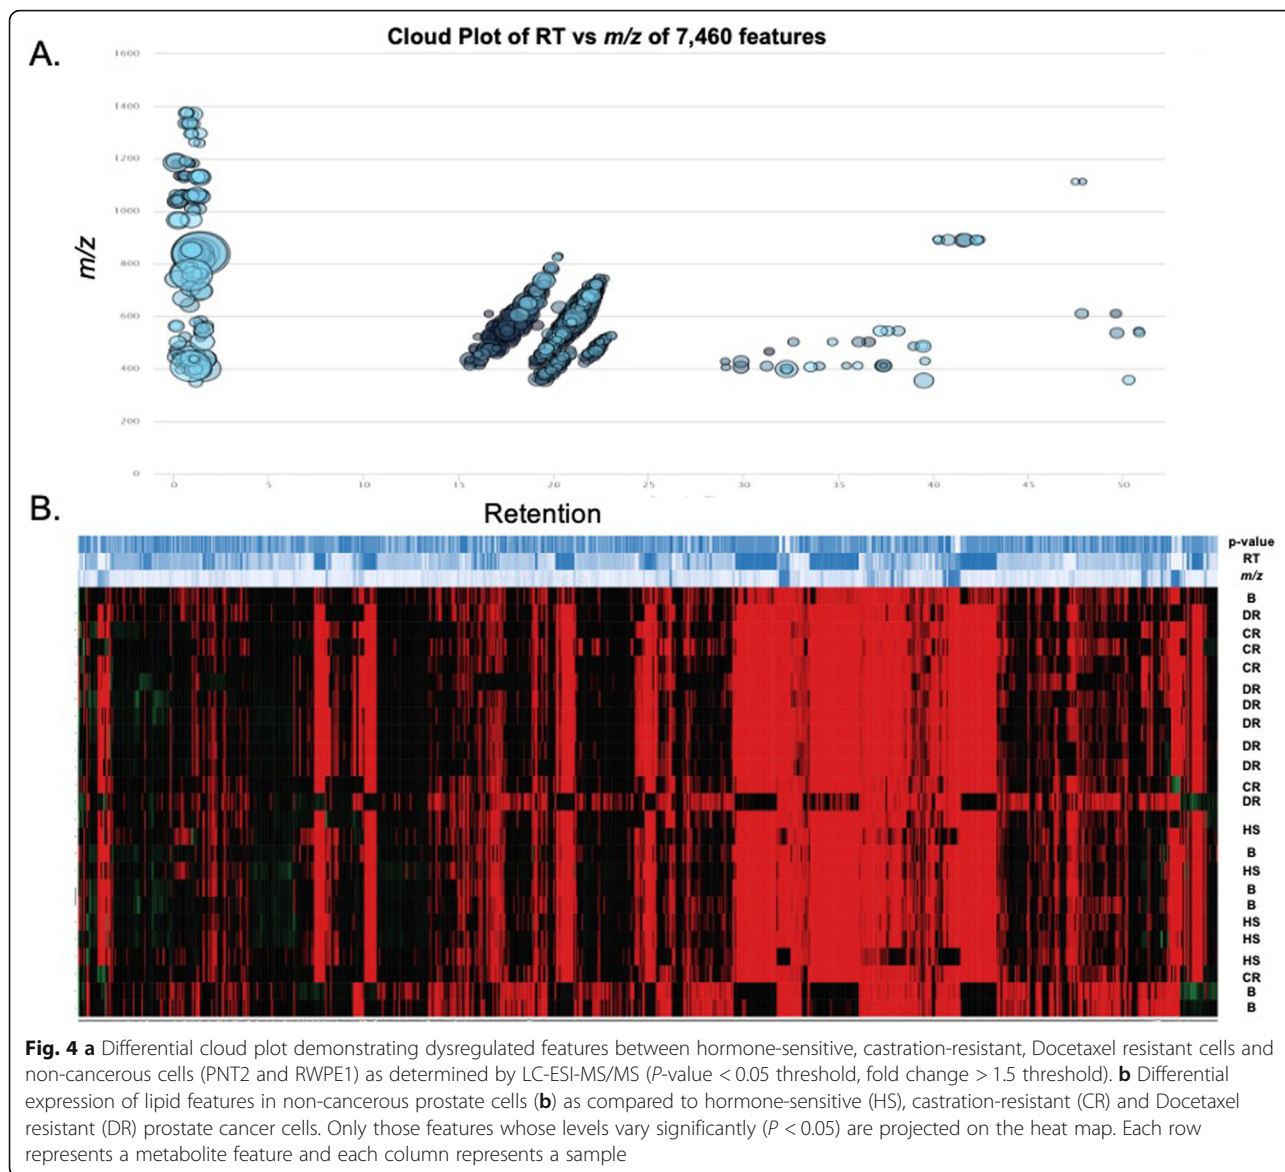 A.
Cloud Plot of RT vs m/z of 7,460 features
m/z
1600
1400
1200
1000
800
600
400
200
0
0 5 10 15 20 25 30 35 40 45 50
B.
Retention
p-value
RT
m/z
B
DR
CR
CR
CR
DR
DR
DR
DR
DR
CR
DR
HS
B
HS
B
B
HS
HS
HS
CR
B
B
Fig. 4 a Differential cloud plot demonstrating dysregulated features between hormone-sensitive, castration-resistant, Docetaxel resistant cells and
non-cancerous cells (PNT2 and RWPE1) as determined by LC-ESI-MS/MS (P-value < 0.05 threshold, fold change > 1.5 threshold). b Differential
expression of lipid features in non-cancerous prostate cells (b) as compared to hormone-sensitive (HS), castration-resistant (CR) and Docetaxel
resistant (DR) prostate cancer cells. Only those features whose levels vary significantly (P < 0.05) are projected on the heat map. Each row
represents a metabolite feature and each column represents a sample